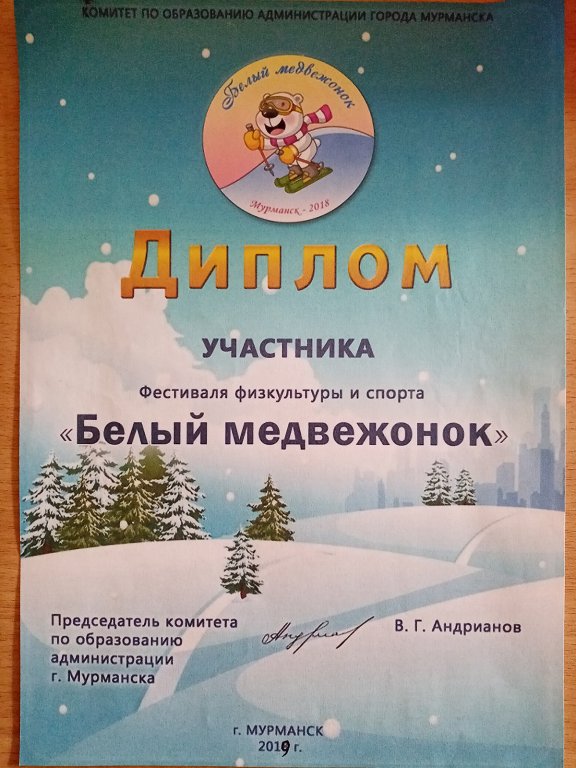 КОМИТЕТ ПО ОБРАЗОВАНИЮ АДМИНИСТРАЦИИ ГОРОДА МУРМАНСКА
Белый медвежонок
Мурманск - 2018
Диплом
УЧАСТНИКА
Фестиваля физкультуры и спорта
«Белый медвежонок»
Председатель комитета
по образованию
администрации
г. Мурманска
В. Г. Андрианов
г. МУРМАНСК
2019 г.